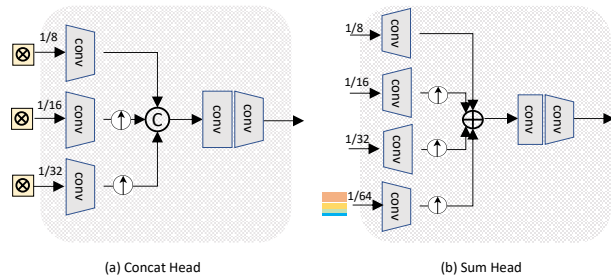 1/8
conv
1/16
conv
1/32
conv
C
conv
conv
1/8
conv
1/16
conv
1/32
conv
1/64
conv
conv
conv
(a) Concat Head
(b) Sum Head